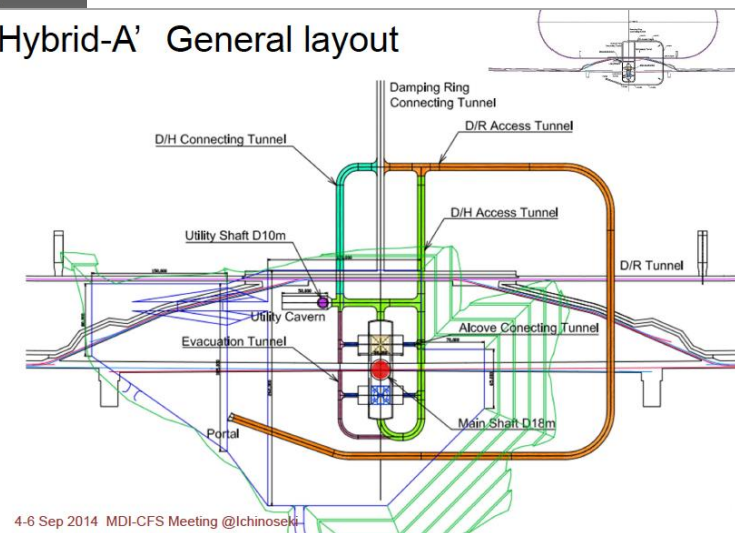 Hybrid-A' General layout
Damping Ring
Connecting Tunnel
D/H Connecting Tunnel
D/R Access Tunnel
D/H Access Tunnel
Utility Shaft D10m
D/R Tunnel
Utility Cavern
Alcove Conecting Tunnel
Evacuation Tunnel
Main Shaft D18m
Portal
4-6 Sep 2014 MDI-CFS Meeting @Ichinoseki